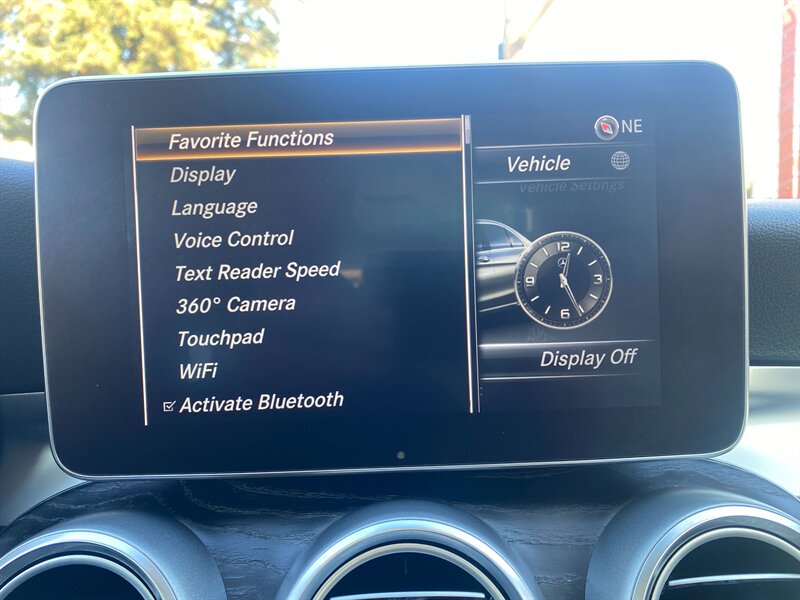 Favorite Functions
Display
Language
Voice Control
Text Reader Speed
360° Camera
Touchpad
WiFi
Activate Bluetooth
NE
Vehicle
Vehicle Settings
12
3
6
9
Display Off